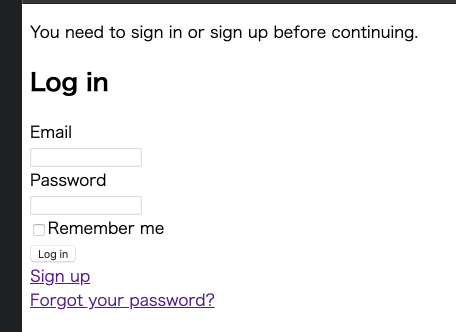 You need to sign in or sign up before continuing.
Log in
Email
Password
Remember me
Log in
Sign up
Forgot your password?